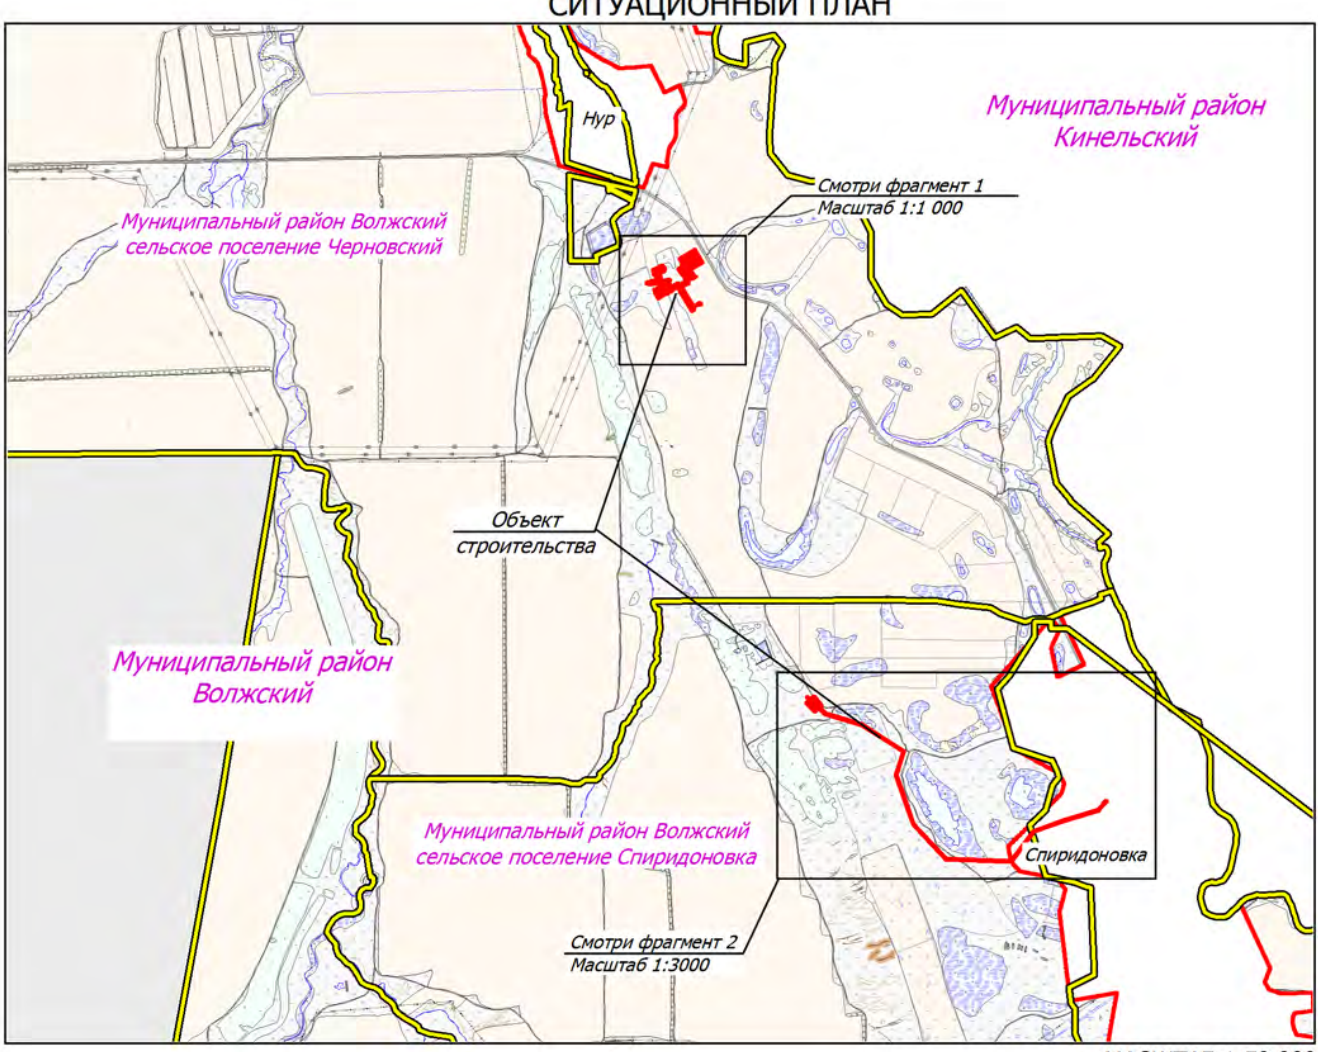 СИТУАЦИОННЫЙ ПЛАН
Муниципальный район
Кинельский
Нур
Смотри фрагмент 1
Масштаб 1:1 000
Муниципальный район Волжский
сельское поселение Черновский
Объект
строительства
Муниципальный район
Волжский
Муниципальный район Волжский
сельское поселение Спиридоновка
Спиридоновка
Смотри фрагмент 2
Масштаб 1:3000